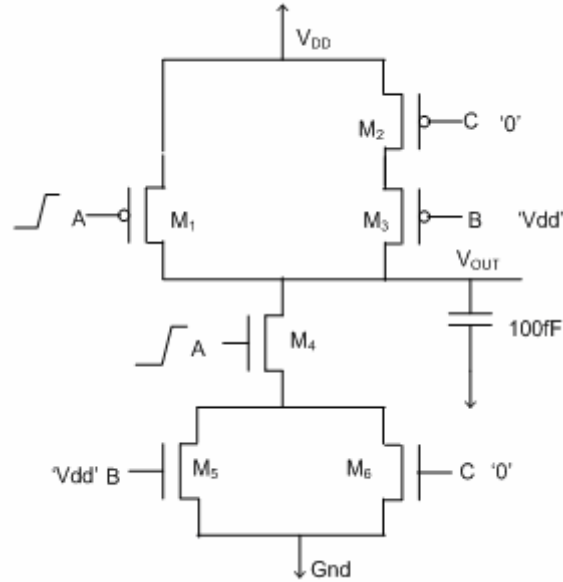 VDD
M2
C '0'
A
M1
M3
B 'Vdd'
VOUT
A
M4
100fF
'Vdd' B
M5
M6
C '0'
Gnd